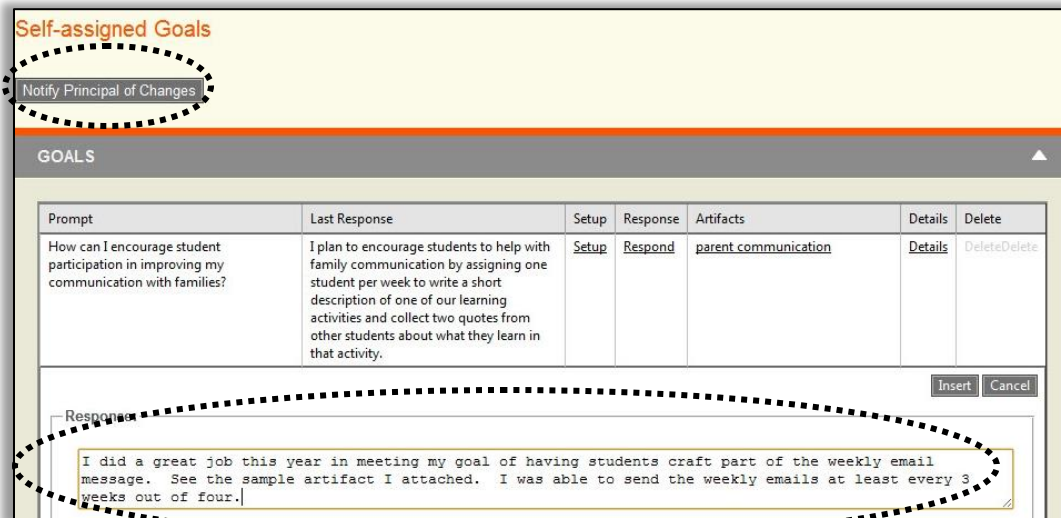 Self-assigned Goals
Notify Principal of Changes
GOALS
Prompt Last Response Setup Response Artifacts Details Delete
How can I encourage student
participation in improving my
communication with families?
I plan to encourage students to help with
family communication by assigning one
student per week to write a short
description of one of our learning
activities and collect two quotes from
other students about what they learn in
that activity.
Setup Respond parent communication Details DeleteDelete
Insert Cancel
Response
I did a great job this year in meeting my goal of having students craft part of the weekly email
message.  See the sample artifact I attached.  I was able to send the weekly emails at least every 3
weeks out of four.